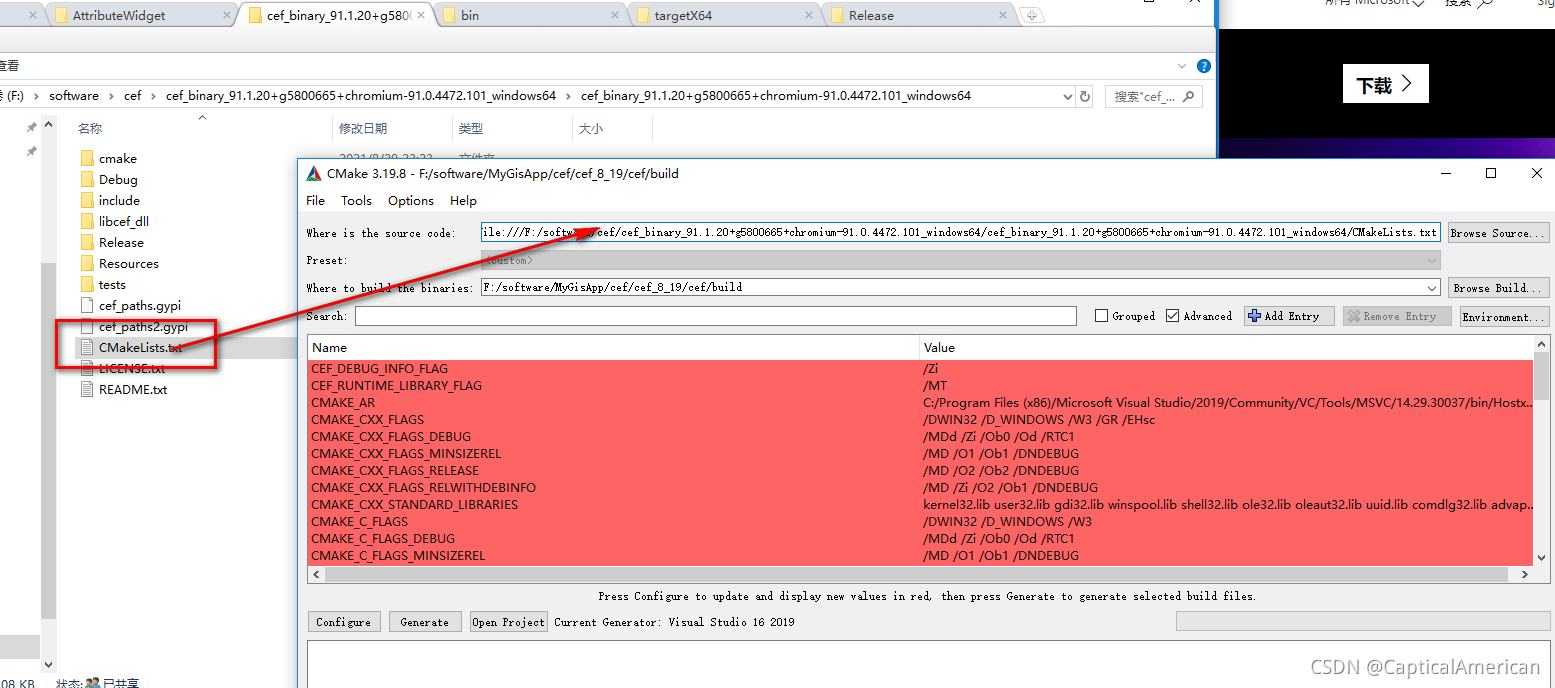 AttributeWidget
cef_binary_91.1.20+g5800
bin
targetX64
Release
所有 Microsoft
搜索
查看
下载
(F:) software cef cef_binary_91.1.20+g5800665+chromium-91.0.4472.101_windows64 cef_binary_91.1.20+g5800665+chromium-91.0.4472.101_windows64
搜索"cef_...
名称 修改日期 类型 大小
cmake
Debug
include
libcef_dll
Release
Resources
tests
cef_paths.gypi
cef_paths2.gypi
CMakeLists.txt
LICENSE.txt
README.txt
08 KB 状态: 已共享
CMake 3.19.8 - F:/software/MyGisApp/cef/cef_8_19/cef/build
File Tools Options Help
Where is the source code: ile:///F:/software/cef/cef_binary_91.1.20+g5800665+chromium-91.0.4472.101_windows64/cef_binary_91.1.20+g5800665+chromium-91.0.4472.101_windows64/CMakeLists.txt Browse Source...
Preset: <custom>
Where to build the binaries: F:/software/MyGisApp/cef/cef_8_19/cef/build Browse Build...
Search: Grouped Advanced Add Entry Remove Entry Environment...
Name Value
CEF_DEBUG_INFO_FLAG /Zi
CEF_RUNTIME_LIBRARY_FLAG /MT
CMAKE_AR C:/Program Files (x86)/Microsoft Visual Studio/2019/Community/VC/Tools/MSVC/14.29.30037/bin/Hostx...
CMAKE_CXX_FLAGS /DWIN32 /D_WINDOWS /W3 /GR /EHsc
CMAKE_CXX_FLAGS_DEBUG /MDd /Zi /Ob0 /Od /RTC1
CMAKE_CXX_FLAGS_MINSIZEREL /MD /O1 /Ob1 /DNDEBUG
CMAKE_CXX_FLAGS_RELEASE /MD /O2 /Ob2 /DNDEBUG
CMAKE_CXX_FLAGS_RELWITHDEBINFO /MD /Zi /O2 /Ob1 /DNDEBUG
CMAKE_CXX_STANDARD_LIBRARIES kernel32.lib user32.lib gdi32.lib winspool.lib shell32.lib ole32.lib oleaut32.lib uuid.lib comdlg32.lib advap...
CMAKE_C_FLAGS /DWIN32 /D_WINDOWS /W3
CMAKE_C_FLAGS_DEBUG /MDd /Zi /Ob0 /Od /RTC1
CMAKE_C_FLAGS_MINSIZEREL /MD /O1 /Ob1 /DNDEBUG
Press Configure to update and display new values in red, then press Generate to generate selected build files.
Configure Generate Open Project Current Generator: Visual Studio 16 2019
CSDN @CapticalAmerican